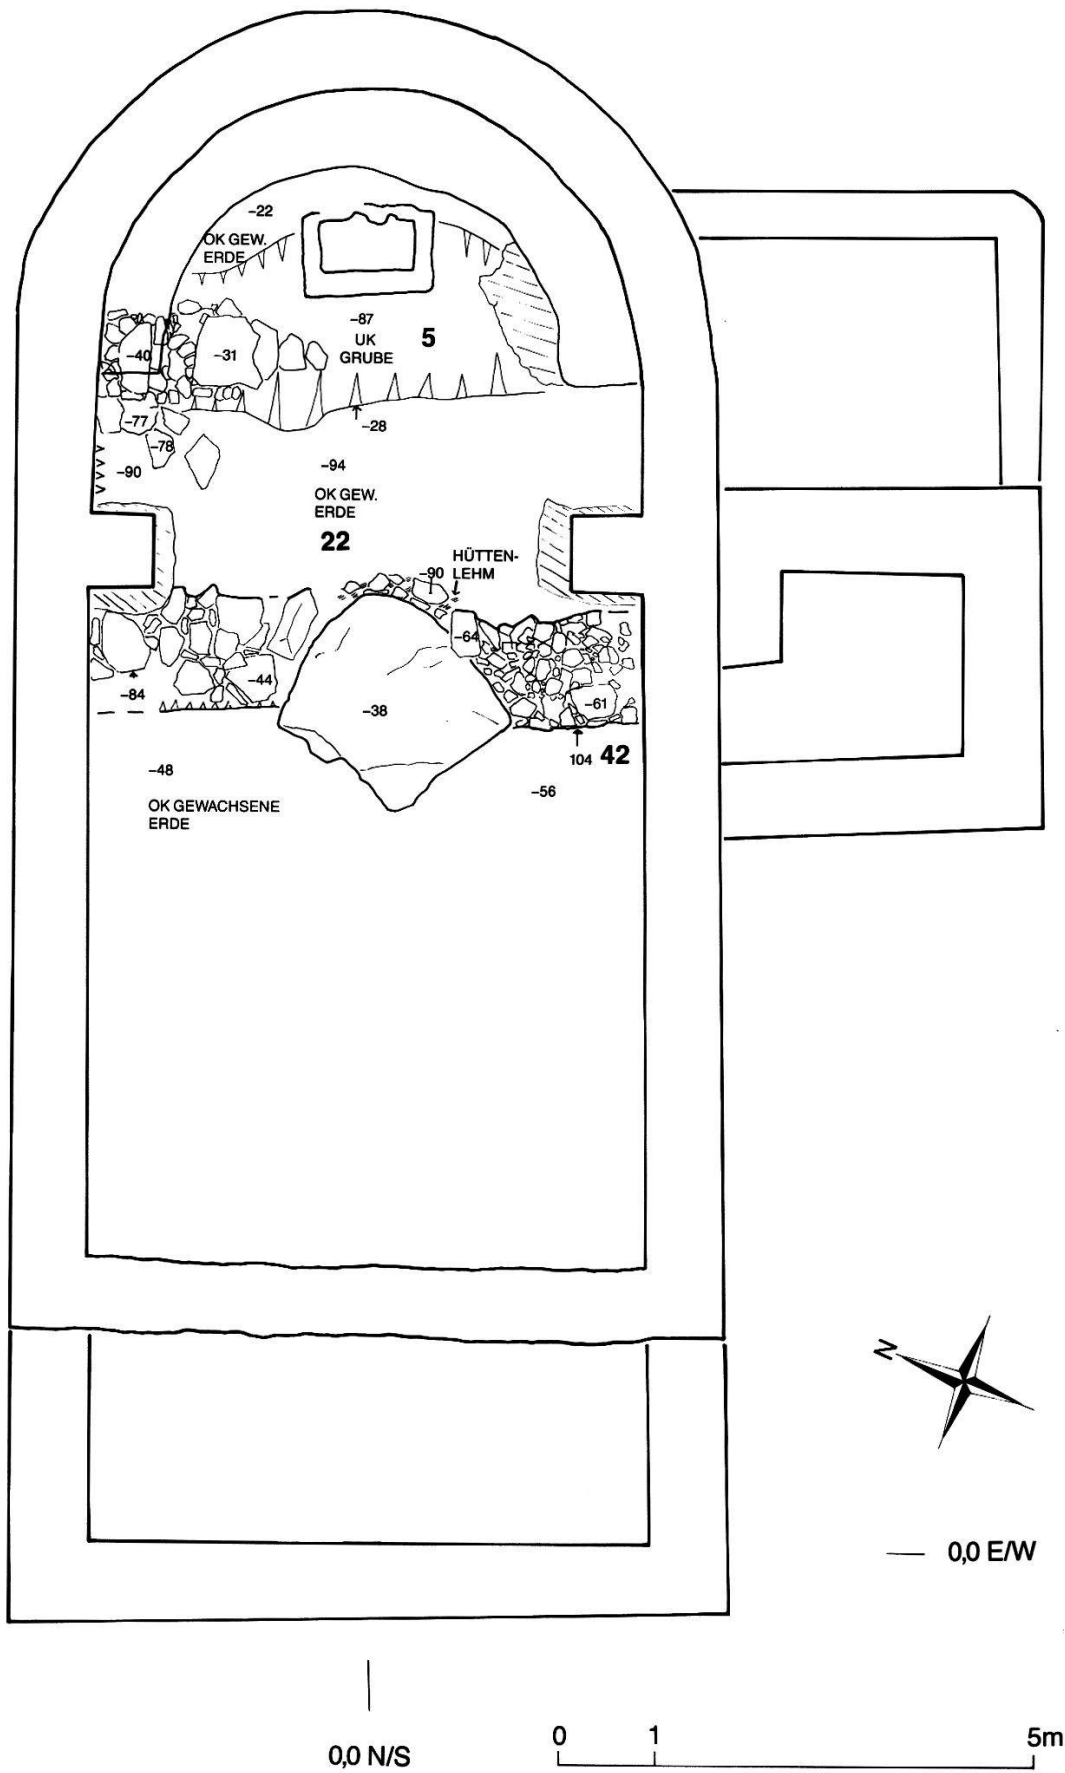 -22
OK GEW.
ERDE
-87
UK
GRUBE
5
-40
-31
-28
-77
-78
-90
-94
OK GEW.
ERDE
22
HÜTTEN-
LEHM
-90
-64
-44
-84
-38
-61
104 42
-48
-56
OK GEWACHSENE
ERDE
N
0,0 E/W
0,0 N/S
0 1 5m